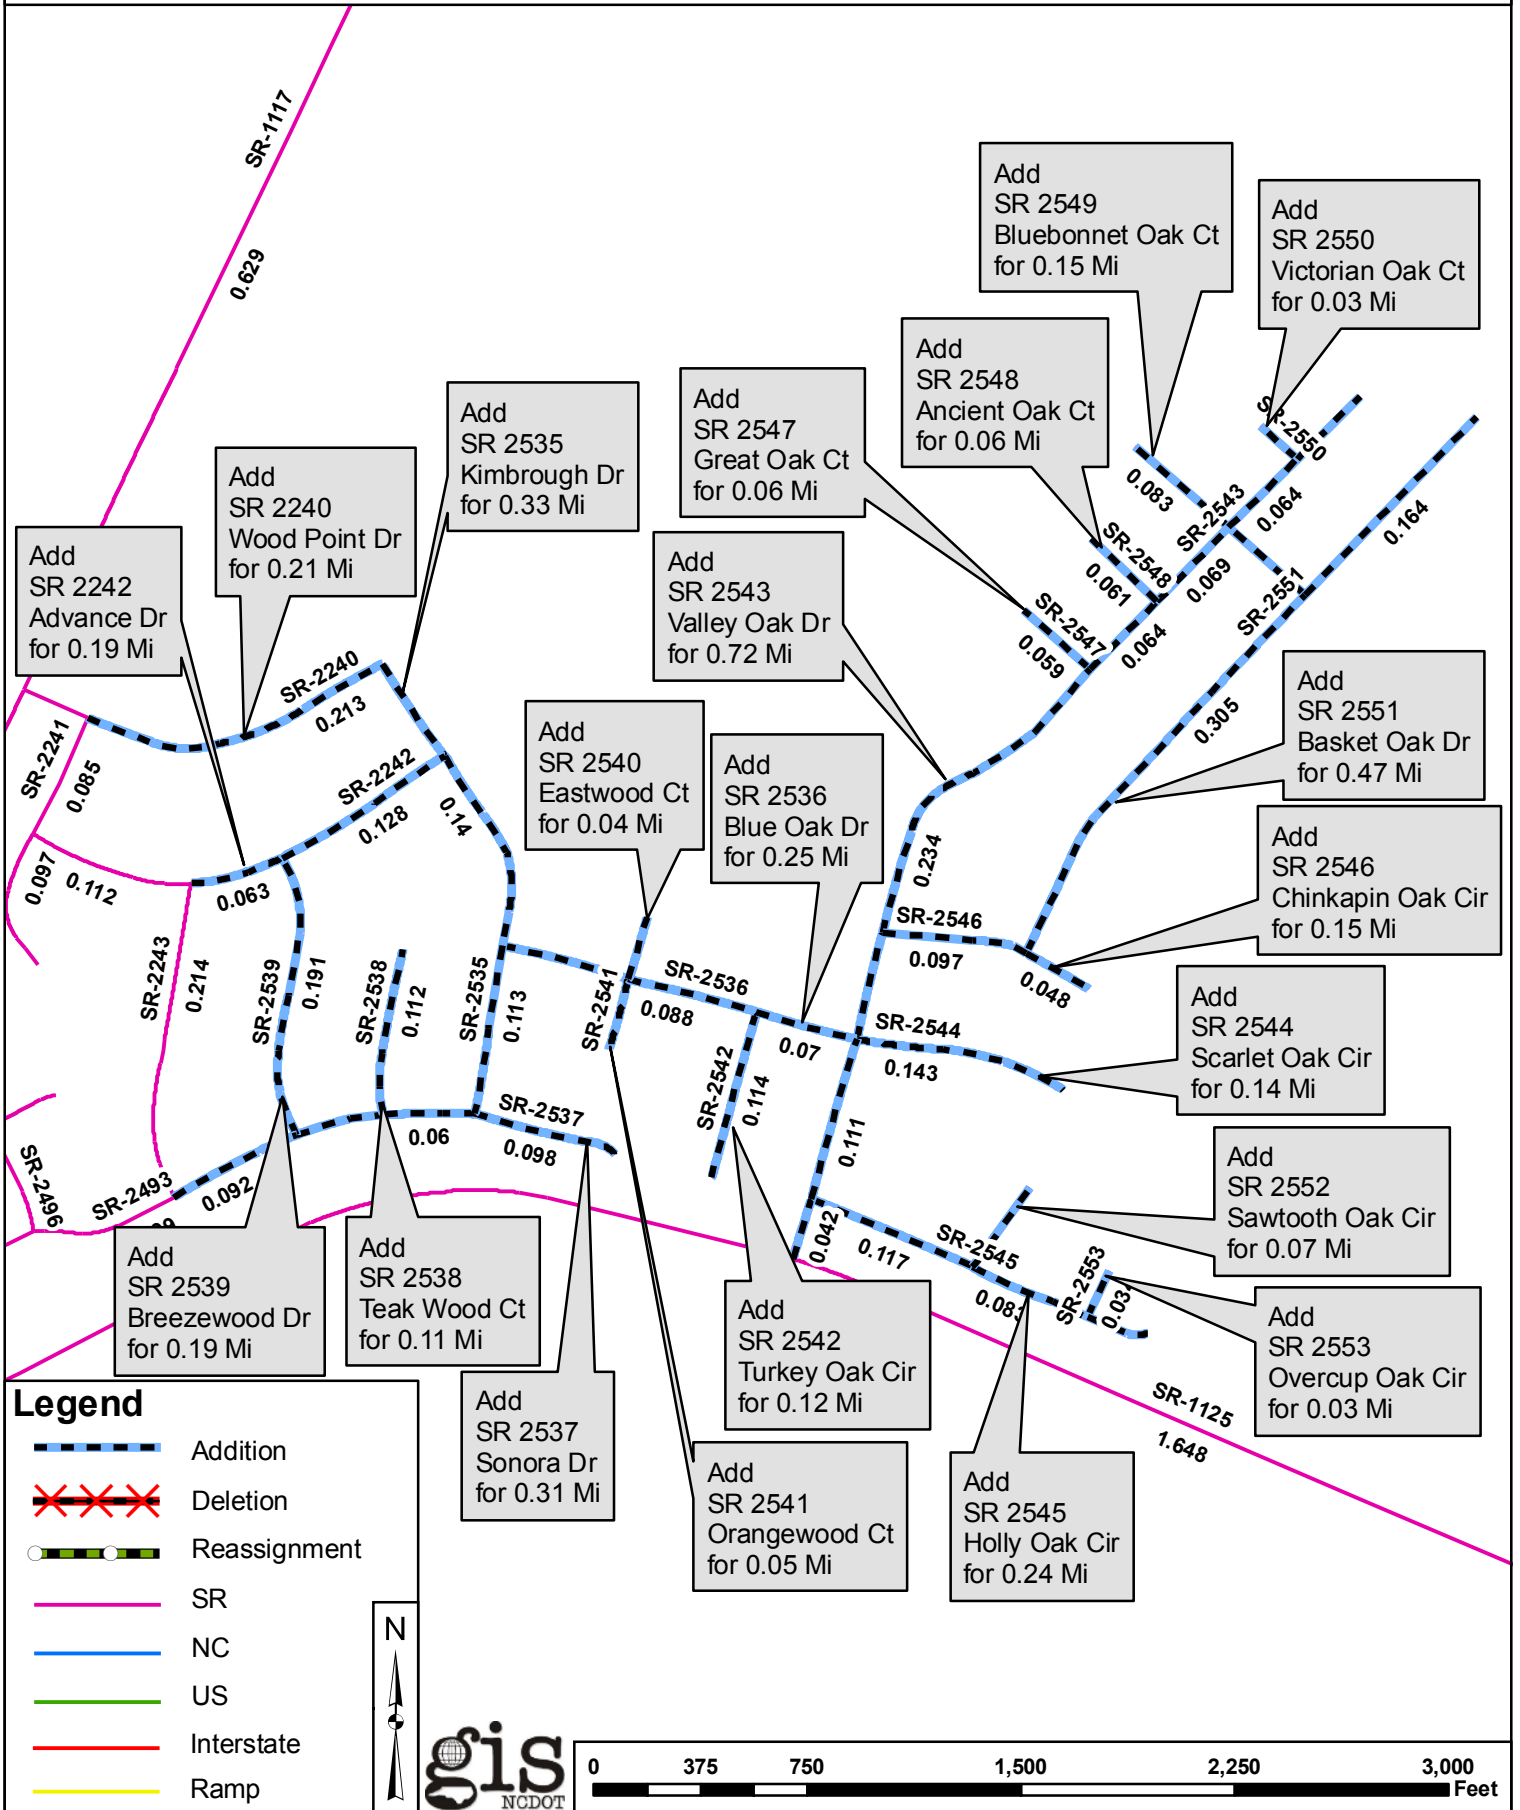 SR-1117
0.629
Add
SR 2549
Bluebonnet Oak Ct
for 0.15 Mi
Add
SR 2550
Victorian Oak Ct
for 0.03 Mi
Add
SR 2548
Ancient Oak Ct
for 0.06 Mi
Add
SR 2547
Great Oak Ct
for 0.06 Mi
Add
SR 2535
Kimbrough Dr
for 0.33 Mi
Add
SR 2240
Wood Point Dr
for 0.21 Mi
Add
SR 2242
Advance Dr
for 0.19 Mi
Add
SR 2543
Valley Oak Dr
for 0.72 Mi
SR-2550
0.083
SR-2543
0.064
0.164
SR-2548
0.061
0.069
SR-2551
SR-2547
0.059
0.064
0.305
Add
SR 2551
Basket Oak Dr
for 0.47 Mi
SR-2240
0.213
SR-2241
0.085
SR-2242
0.128
0.14
Add
SR 2540
Eastwood Ct
for 0.04 Mi
Add
SR 2536
Blue Oak Dr
for 0.25 Mi
0.234
Add
SR 2546
Chinkapin Oak Cir
for 0.15 Mi
0.097
0.112
0.063
SR-2546
0.097
0.048
SR-2243
0.214
SR-2539
0.191
SR-2538
0.112
SR-2535
0.113
SR-2541
SR-2536
0.088
0.07
SR-2544
0.143
Add
SR 2544
Scarlet Oak Cir
for 0.14 Mi
SR-2542
0.114
0.111
SR-2537
0.06
0.098
SR-2496
SR-2493
0.092
0.042
0.117
SR-2545
SR-2553
Add
SR 2552
Sawtooth Oak Cir
for 0.07 Mi
Add
SR 2539
Breezewood Dr
for 0.19 Mi
Add
SR 2538
Teak Wood Ct
for 0.11 Mi
Add
SR 2542
Turkey Oak Cir
for 0.12 Mi
Add
SR 2553
Overcup Oak Cir
for 0.03 Mi
SR-1125
1.648
Add
SR 2537
Sonora Dr
for 0.31 Mi
Add
SR 2541
Orangewood Ct
for 0.05 Mi
Add
SR 2545
Holly Oak Cir
for 0.24 Mi
Legend
Addition
Deletion
Reassignment
SR
NC
US
Interstate
Ramp
N
gis
NCDOT
0 375 750 1,500 2,250 3,000
Feet